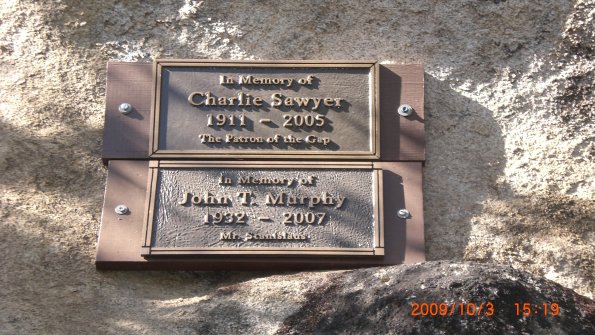 In Memory of
Charlie Sawyer
1911 - 2005
The Patron of the Gap
In Memory of
John T. Murphy
1932 - 2007
Mr. Stanislaus
2009/10/3 15:19